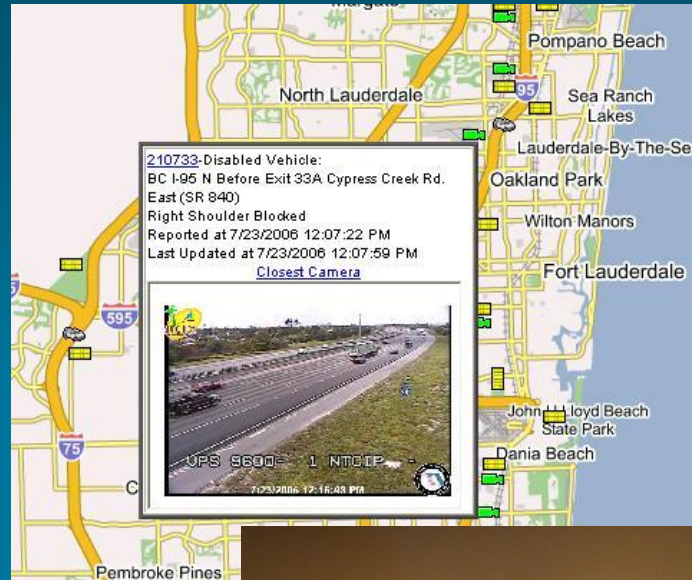 Pompano Beach
95
North Lauderdale
Sea Ranch
Lakes
Lauderdale-By-The-Se
210733-Disabled Vehicle:
BC I-95 N Before Exit 33A Cypress Creek Rd.
East (SR 840)
Right Shoulder Blocked
Reported at 7/23/2006 12:07:22 PM
Last Updated at 7/23/2006 12:07:59 PM
Closest Camera
Oakland Park
Wilton Manors
Fort Lauderdale
595
UPS 9600- 1 NTCIP -
7/23/2006 12:16:43 PM
John Lloyd Beach
State Park
75
Dania Beach
Pembroke Pines